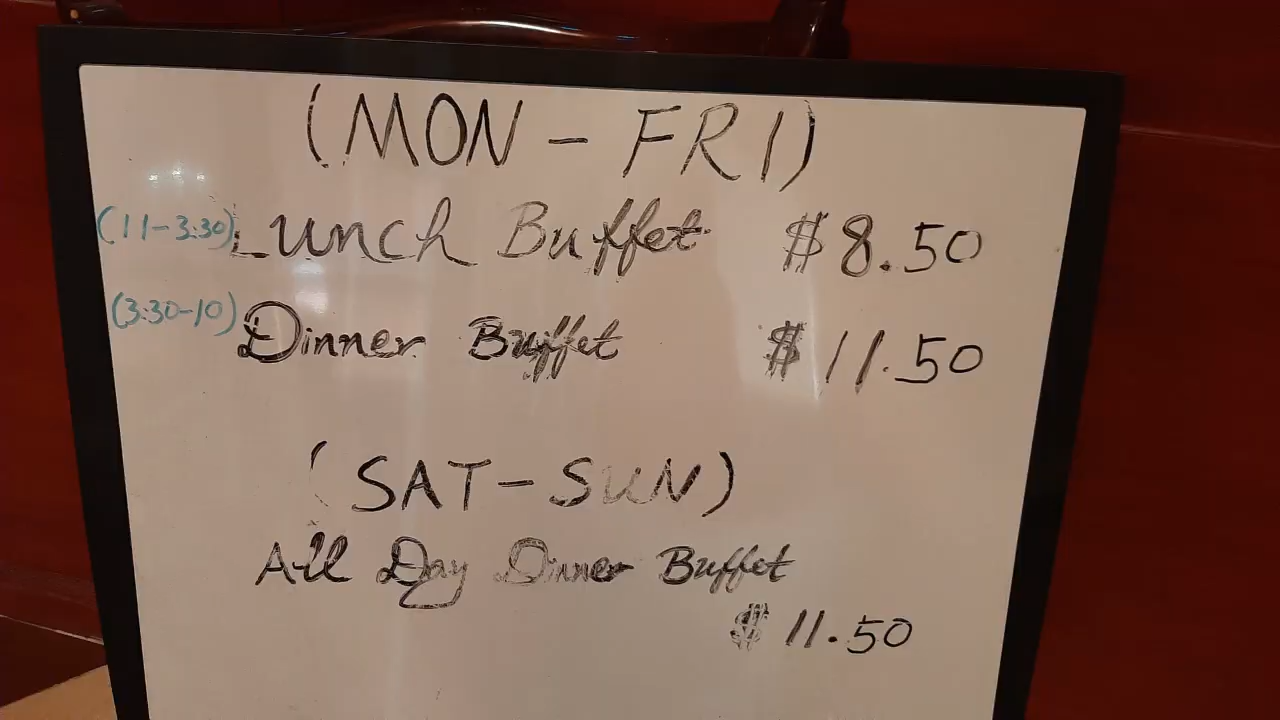 (MON - FRI)
(11-3:30) Lunch Buffet $8.50
(3:30-10) Dinner Buffet $11.50
(SAT-SUN)
All Day Dinner Buffet
$11.50